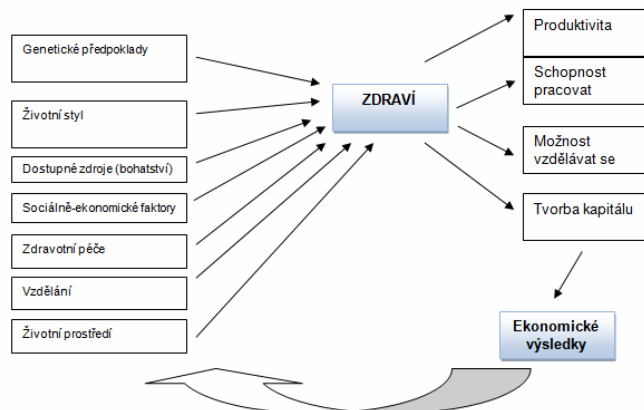 Genetické předpoklady
Životní styl
Dostupné zdroje (bohatství)
Sociálně-ekonomické faktory
Zdravotní péče
Vzdělání
Životní prostředí
ZDRAVÍ
Produktivita
Schopnost
pracovat
Možnost
vzdělávat se
Tvorba kapitálu
Ekonomické
výsledky